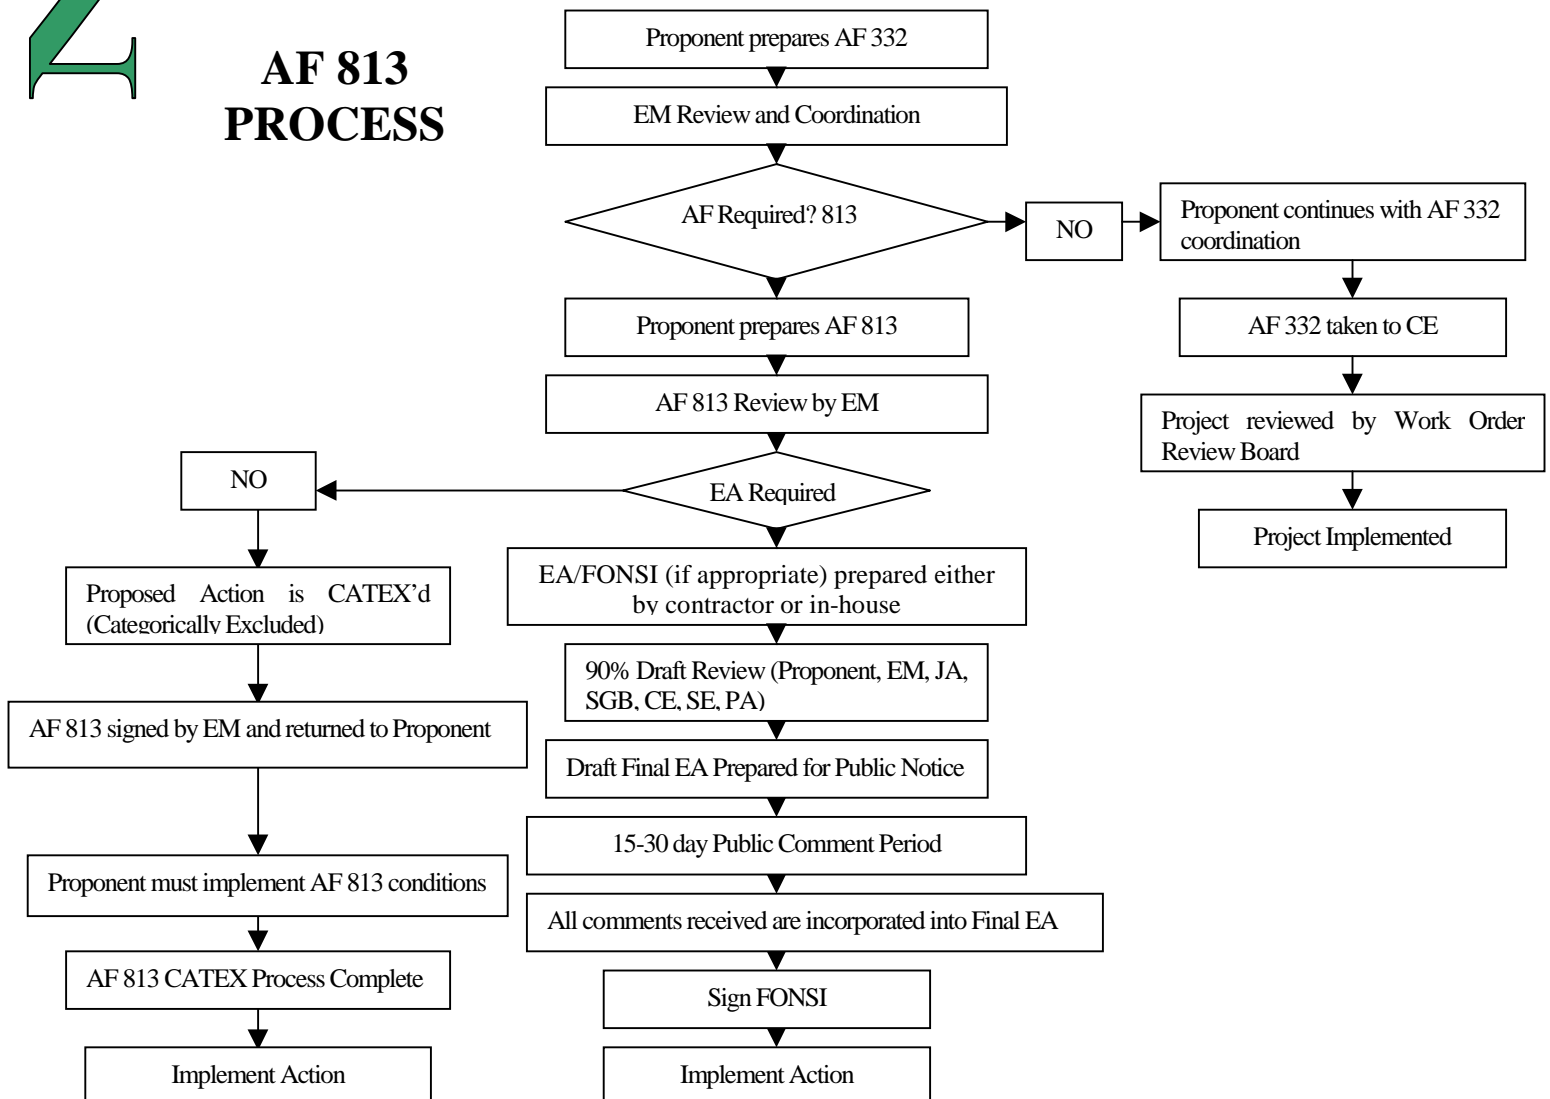 AF 813
PROCESS
Proponent prepares AF 332
EM Review and Coordination
AF Required? 813
NO
Proponent continues with AF 332
coordination
AF 332 taken to CE
Project reviewed by Work Order
Review Board
Project Implemented
Proponent prepares AF 813
AF 813 Review by EM
EA Required
NO
Proposed Action is CATEX’d
(Categorically Excluded)
AF 813 signed by EM and returned to Proponent
Proponent must implement AF 813 conditions
AF 813 CATEX Process Complete
Implement Action
EA/FONSI (if appropriate) prepared either
by contractor or in-house
90% Draft Review (Proponent, EM, JA,
SGB, CE, SE, PA)
Draft Final EA Prepared for Public Notice
15-30 day Public Comment Period
All comments received are incorporated into Final EA
Sign FONSI
Implement Action